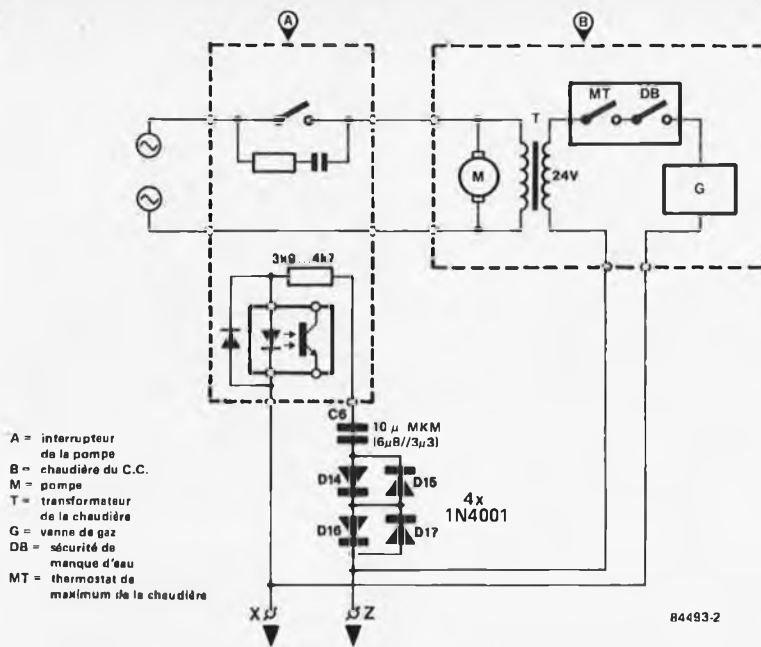 A
B
MT
DB
T
M
24V
G
3k9...4k7
C6
10 µ MKM
(6µ8//3µ3)
D14
D15
4x
1N4001
D16
D17
A = interrupteur
de la pompe
B = chaudière du C.C.
M = pompe
T = transformateur
de la chaudière
G = vanne de gaz
DB = sécurité de
manque d'eau
MT = thermostat de
maximum de la chaudière
X
Z
84493-2